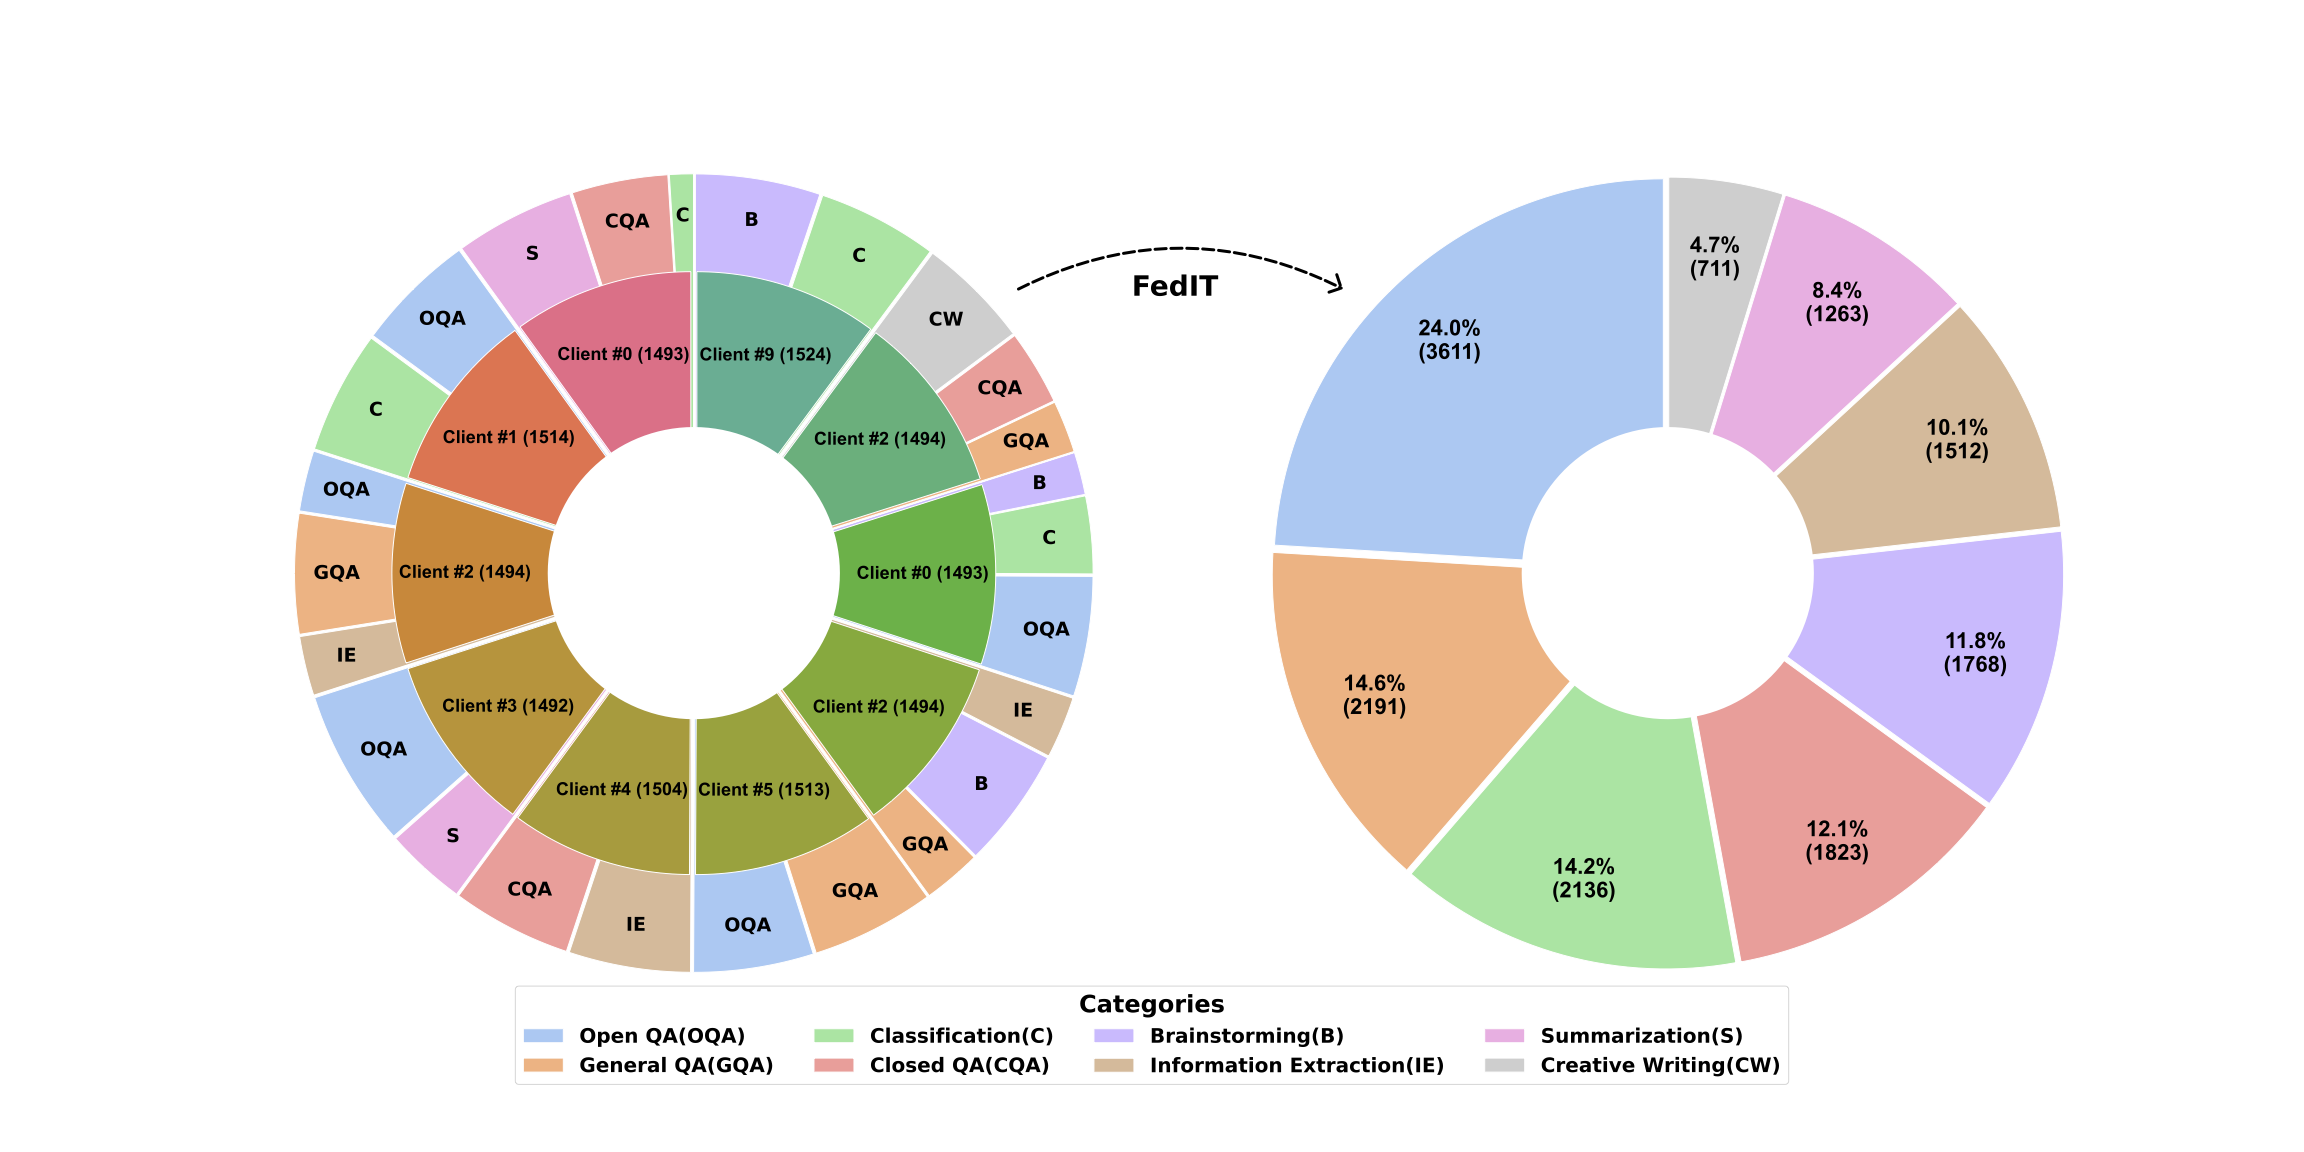 C
B
CQA
C
S
CW
OQA
CQA
C
GQA
OQA
B
GQA
C
IE
OQA
OQA
IE
S
B
CQA
GQA
IE
GQA
OQA
Client #0 (1493)
Client #9 (1524)
Client #1 (1514)
Client #2 (1494)
Client #2 (1494)
Client #0 (1493)
Client #3 (1492)
Client #2 (1494)
Client #4 (1504)
Client #5 (1513)
FedIT
4.7%
(711)
8.4%
(1263)
24.0%
(3611)
10.1%
(1512)
11.8%
(1768)
14.6%
(2191)
12.1%
(1823)
14.2%
(2136)
Categories
Open QA(OQA)
General QA(GQA)
Classification(C)
Closed QA(CQA)
Brainstorming(B)
Information Extraction(IE)
Summarization(S)
Creative Writing(CW)